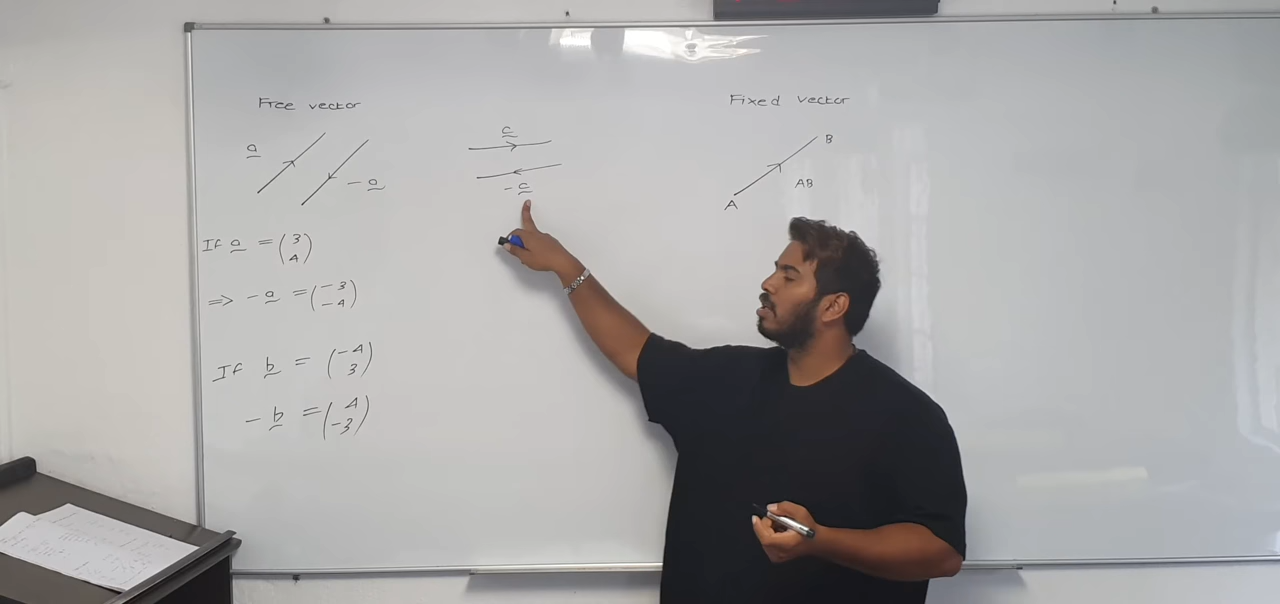 Free vector
a
- a
If a = (3 4)
=> - a = (-3 -4)
If b = (-4 3)
- b = (4 -3)
c
- c
Fixed vector
B
AB
A